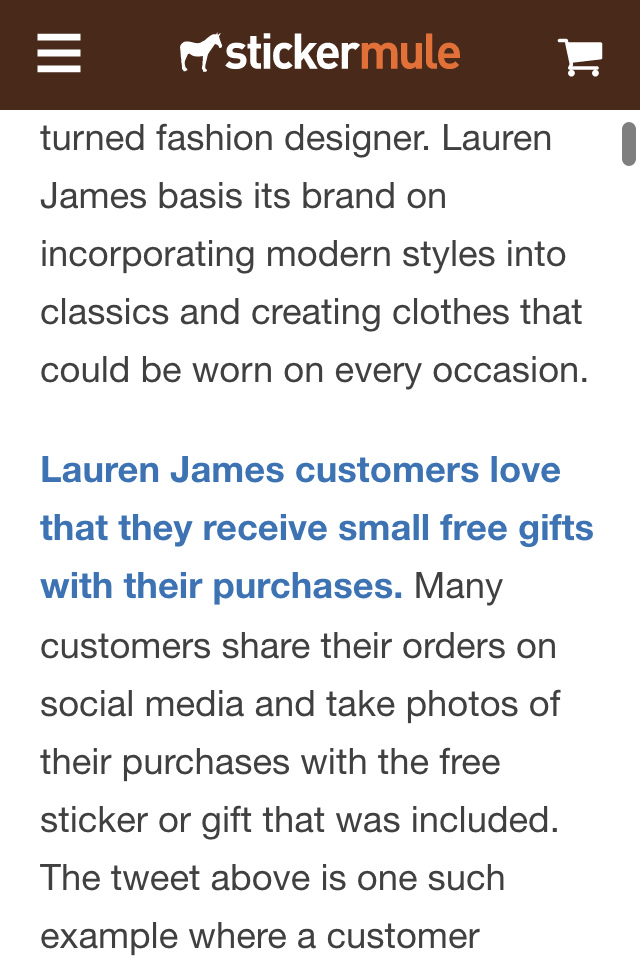 stickermule
turned fashion designer. Lauren
James basis its brand on
incorporating modern styles into
classics and creating clothes that
could be worn on every occasion.
Lauren James customers love
that they receive small free gifts
with their purchases. Many
customers share their orders on
social media and take photos of
their purchases with the free
sticker or gift that was included.
The tweet above is one such
example where a customer